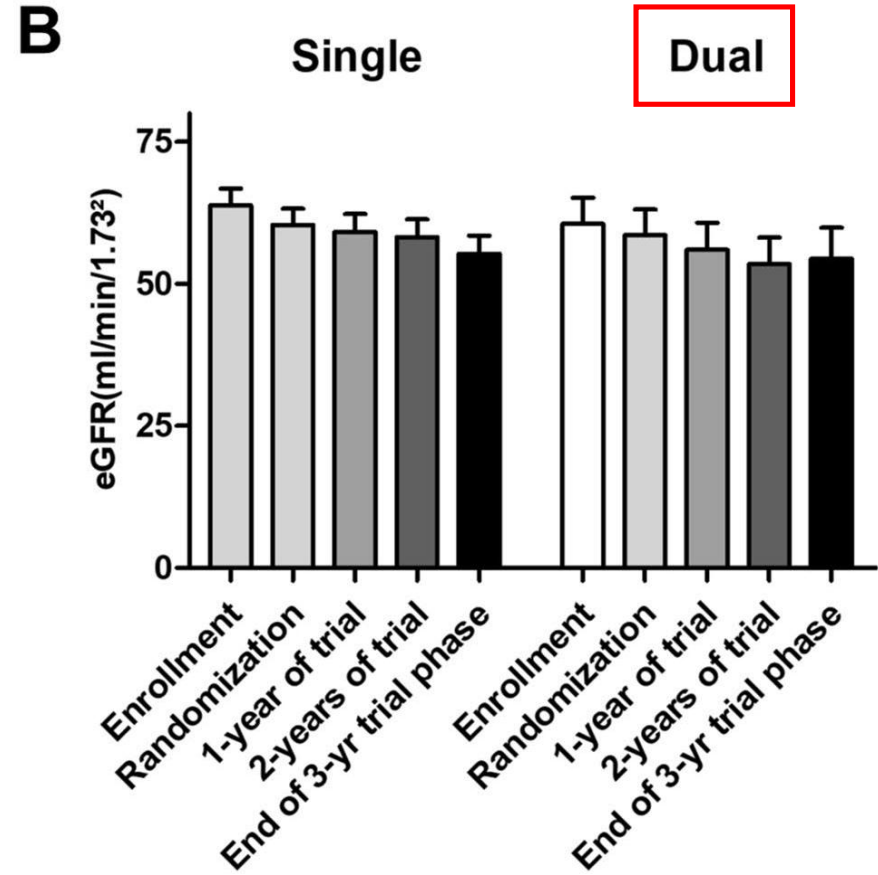 B
Single
Dual
eGFR(ml/min/1.73²)
75
50
25
0
Enrollment
Randomization
1-year of trial
2-years of trial
End of 3-yr trial phase
Enrollment
Randomization
1-year of trial
2-years of trial
End of 3-yr trial phase